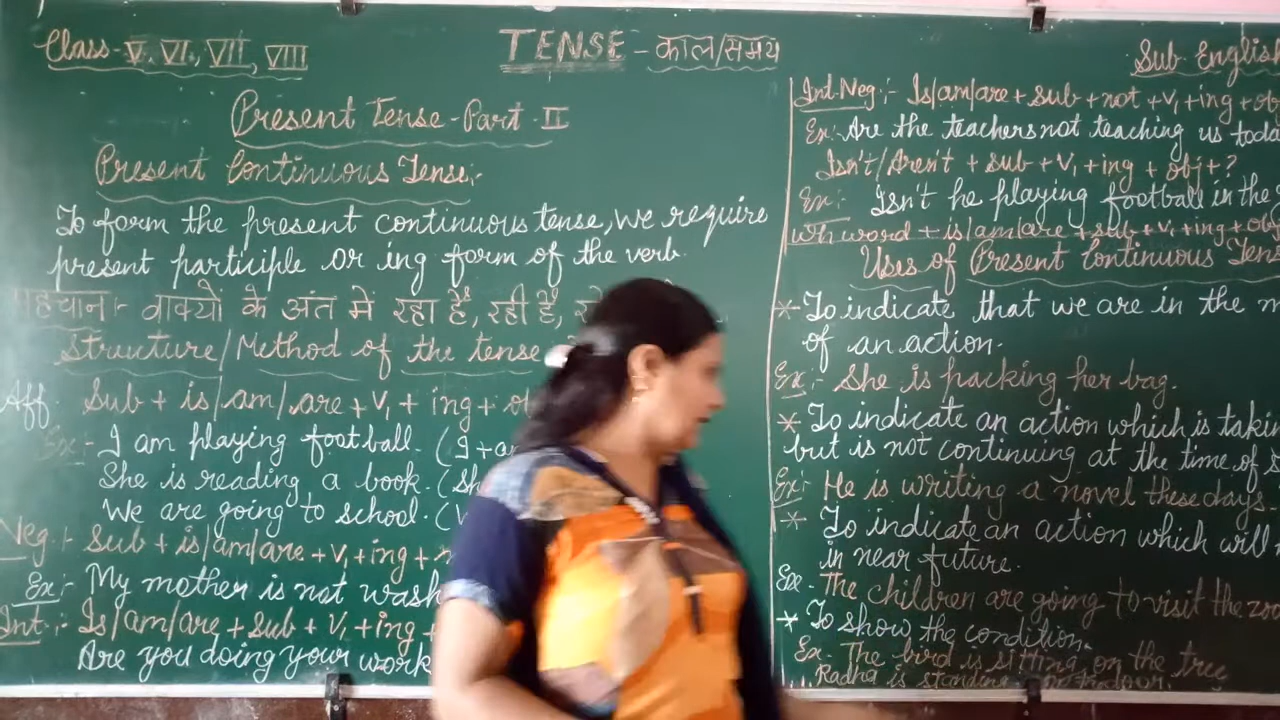 Class - V, VI, VII, VIII
TENSE - काल/समय
Sub English
Present Tense - Part - II
Present Continuous Tense:-
To form the present continuous tense, we require
present participle or ing form of the verb.
पहचान:- वाक्यों के अंत में रहा है, रही है,
Structure/Method of the tense
Aff Sub + is/am/are + V1 + ing +
Ex:- I am playing football. (I +
She is reading a book. (
We are going to school. (
Neg:- Sub + is/am/are + V1 + ing +
Ex:- My mother is not
Int:- Is/am/are + Sub + V1 + ing +
Are you doing your work
Int.Neg:- Is/am/are + sub + not + V1 + ing +
Ex:- Are the teachers not teaching us
Isn't/Aren't + sub + V1 + ing + obj + ?
Ex:- Isn't he playing football in the
Wh word + is/am/are + sub + V1 + ing +
Uses of Present Continuous
* To indicate that we are in the
of an action.
Ex:- She is packing her bag.
* To indicate an action which is
but is not continuing at the time of
Ex:- He is writing a novel these days.
* To indicate an action which will
in near future.
Ex - The children are going to visit the zoo
* To show the condition.
Ex - The bird is sitting on the tree
Radha is